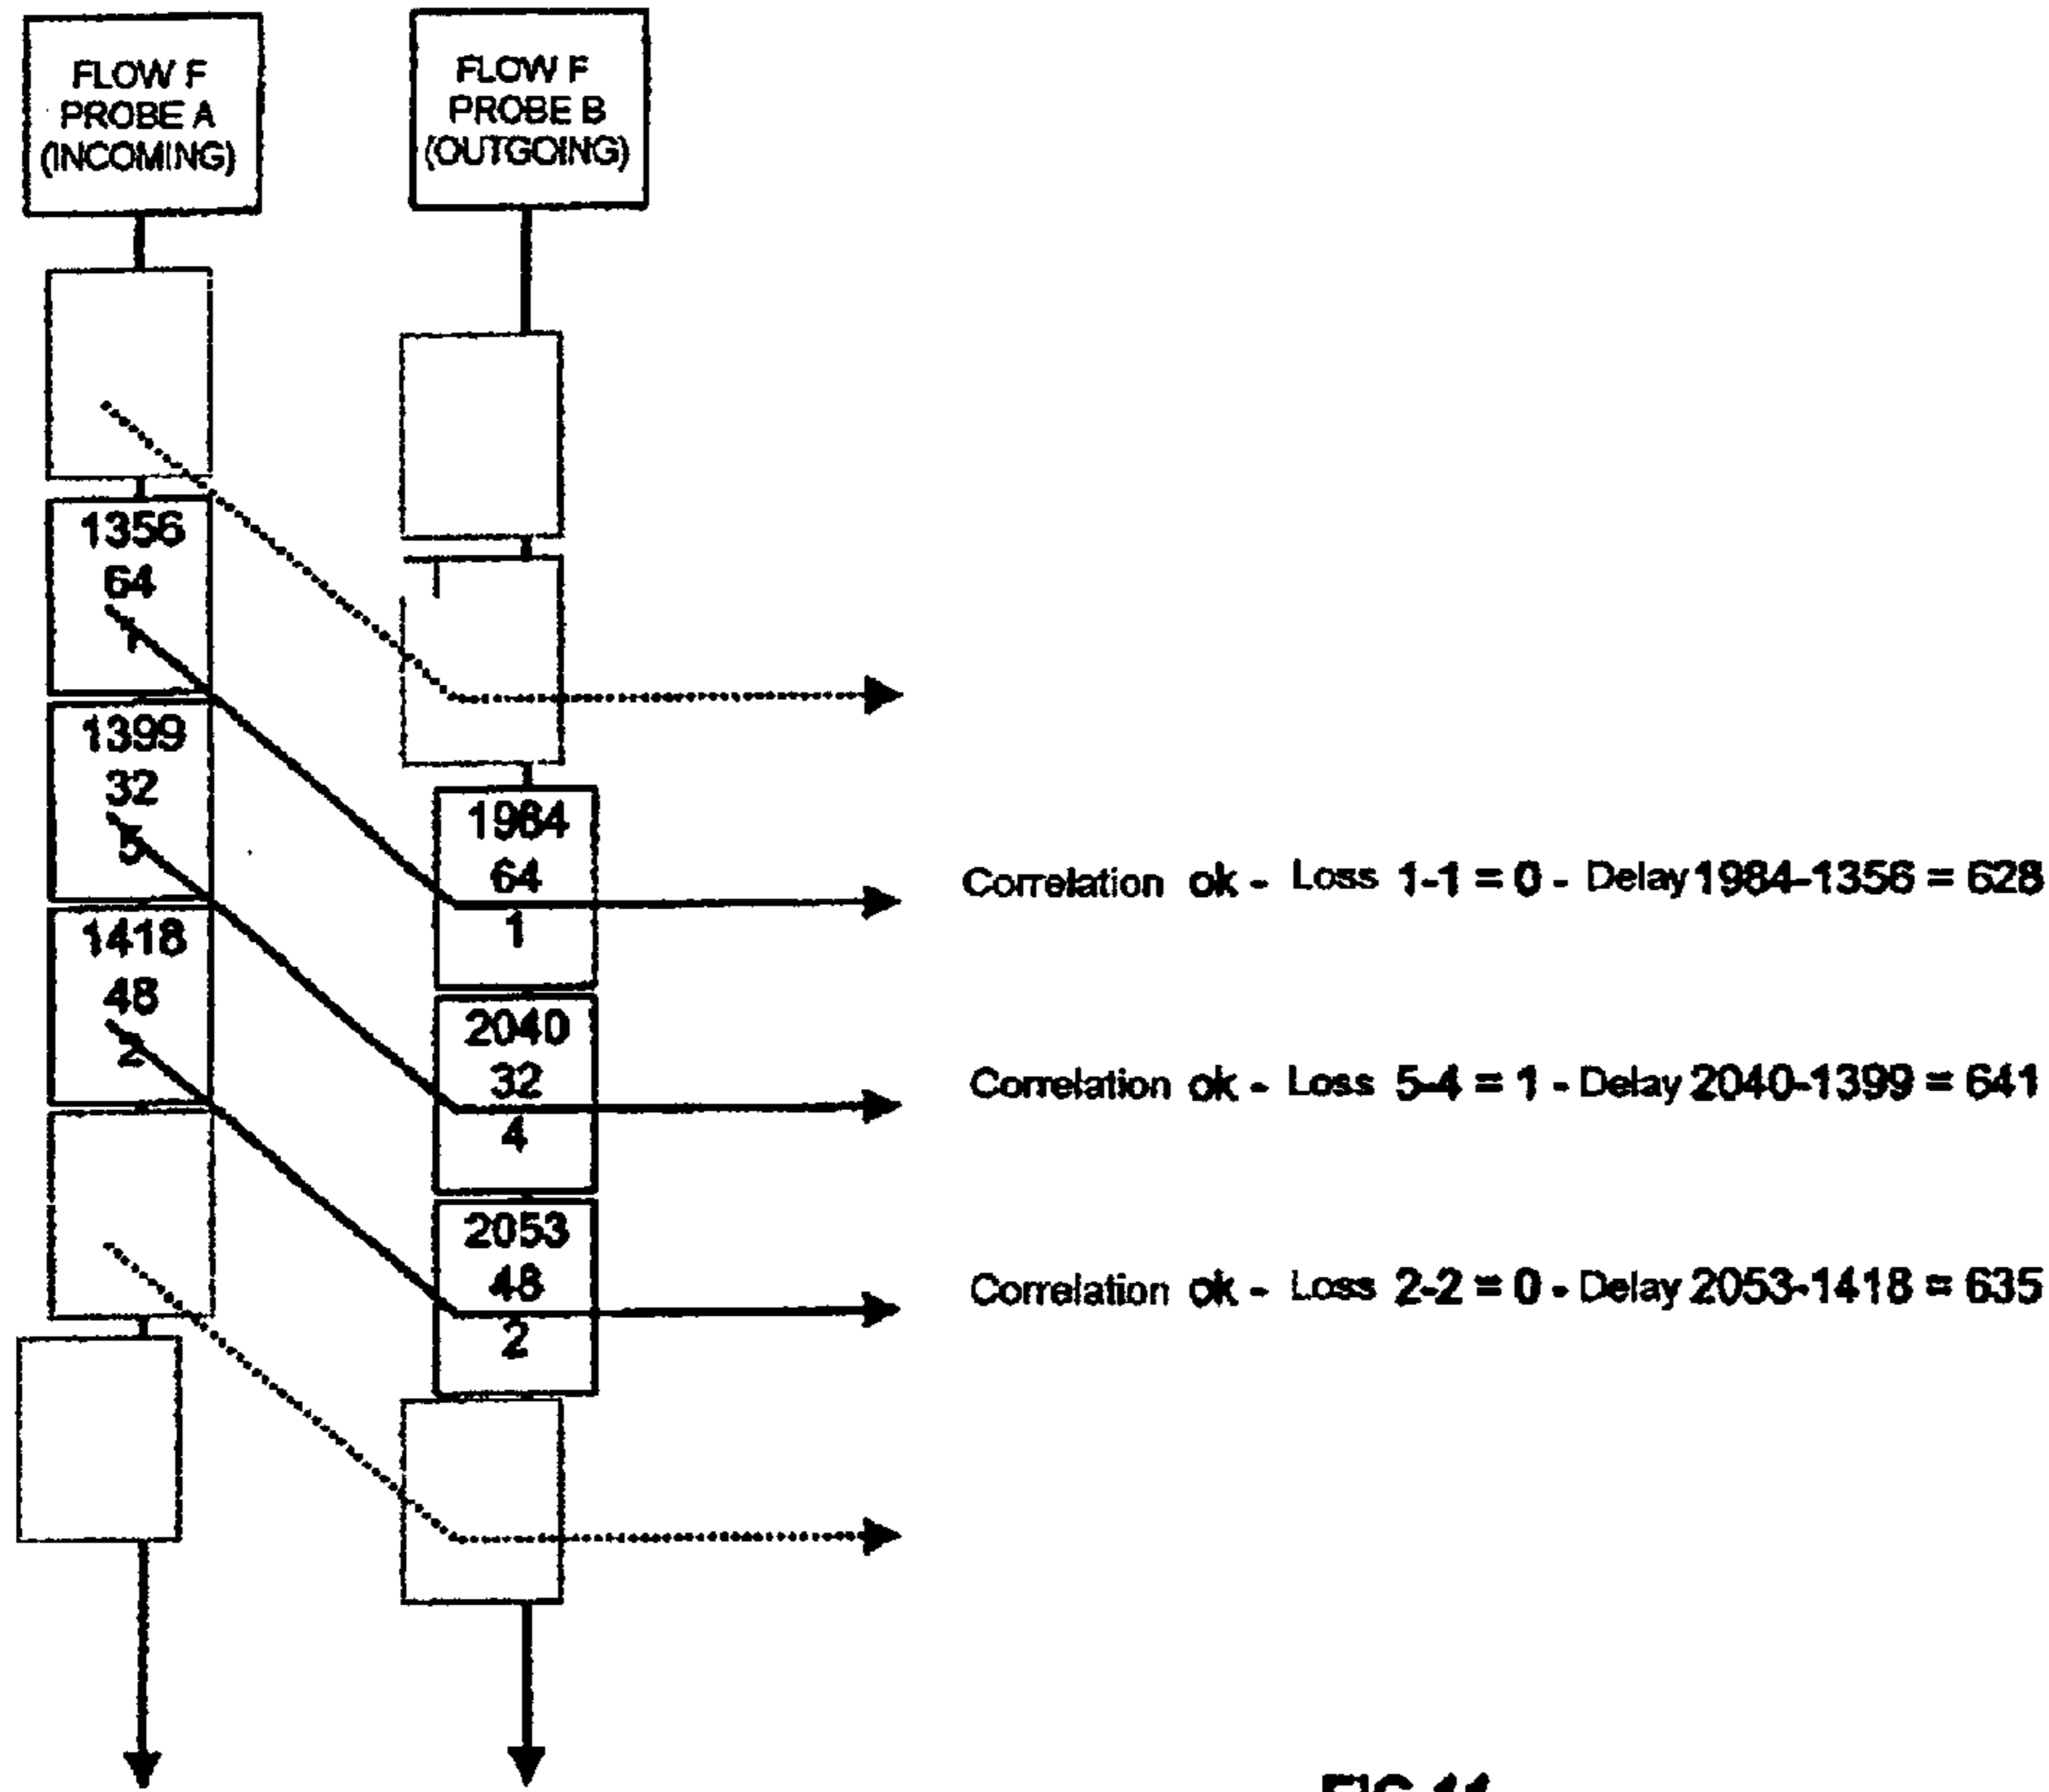 FLOW F
PROBE A
(INCOMING)
FLOW F
PROBE B
(OUTGOING)
1356
64
1
1399
32
5
1418
48
2
1984
64
1
2040
32
4
2053
48
2
Correlation ok - Loss 1-1 = 0 - Delay 1984-1356 = 628
Correlation ok - Loss 5-4 = 1 - Delay 2040-1399 = 641
Correlation ok - Loss 2-2 = 0 - Delay 2053-1418 = 635
FIG.11